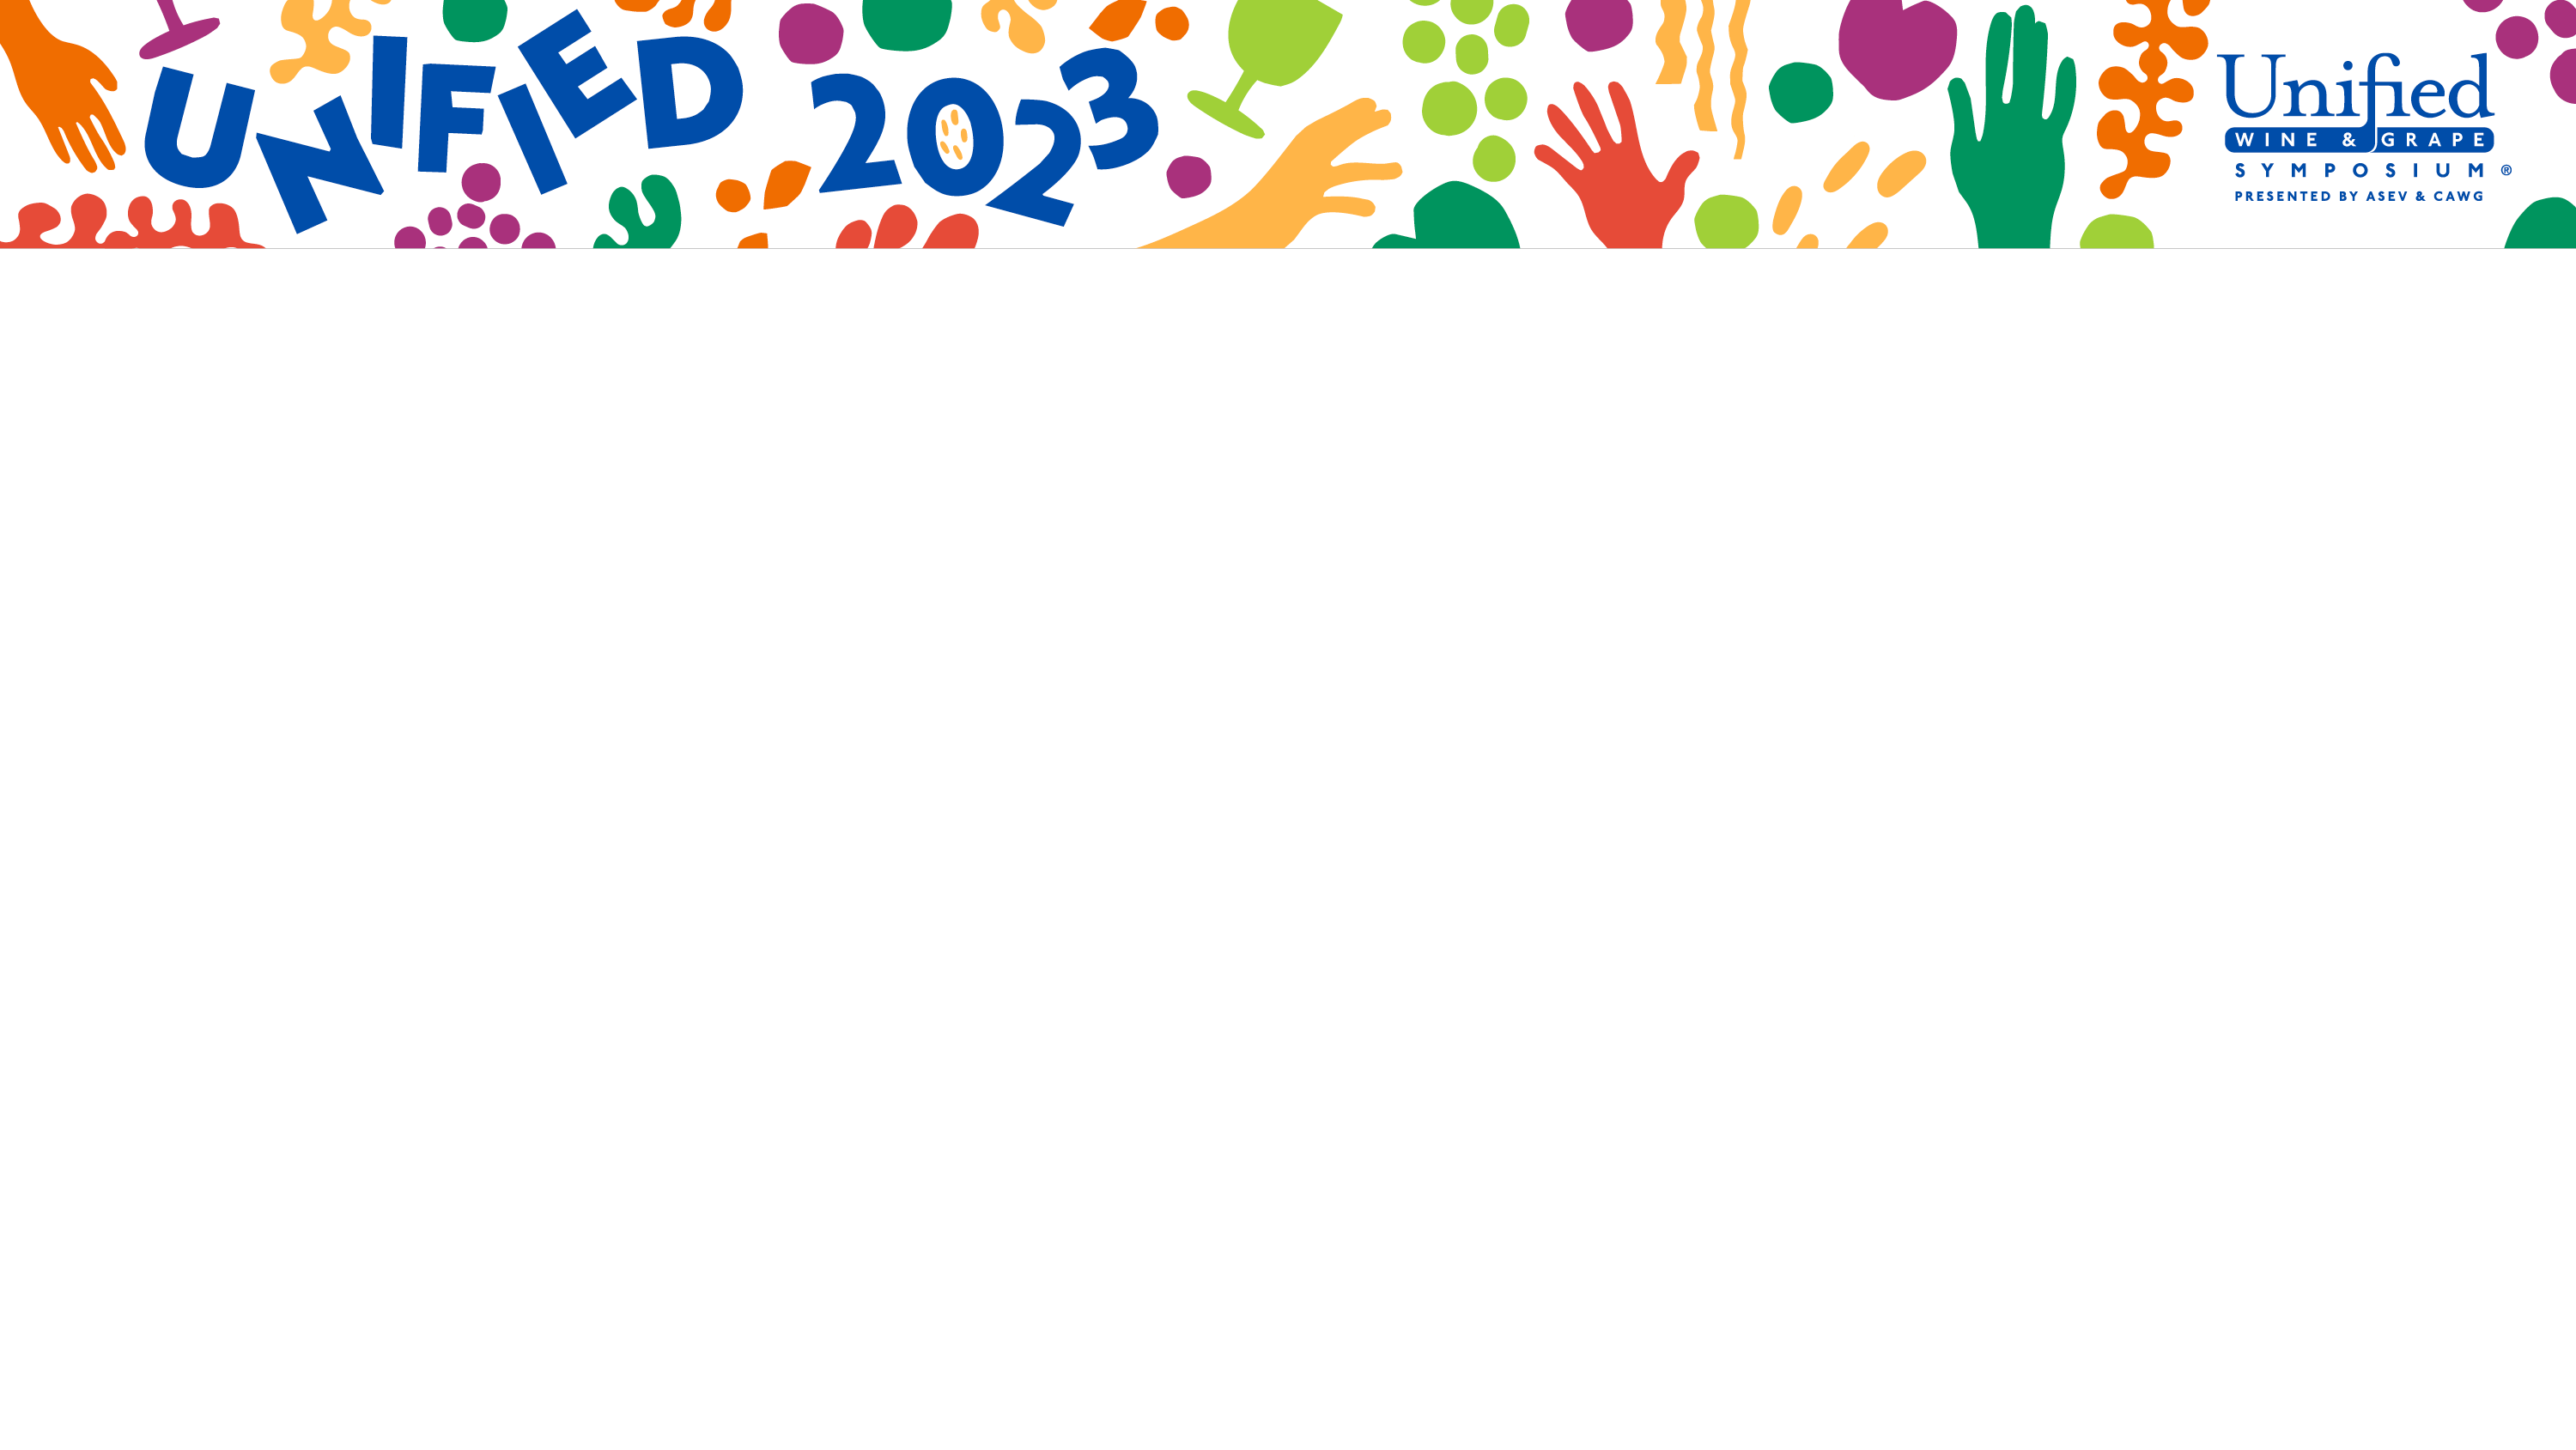 UNIFIED 2023
Unified
WINE & GRAPE
SYMPOSIUM ®
PRESENTED BY ASEV & CAWG